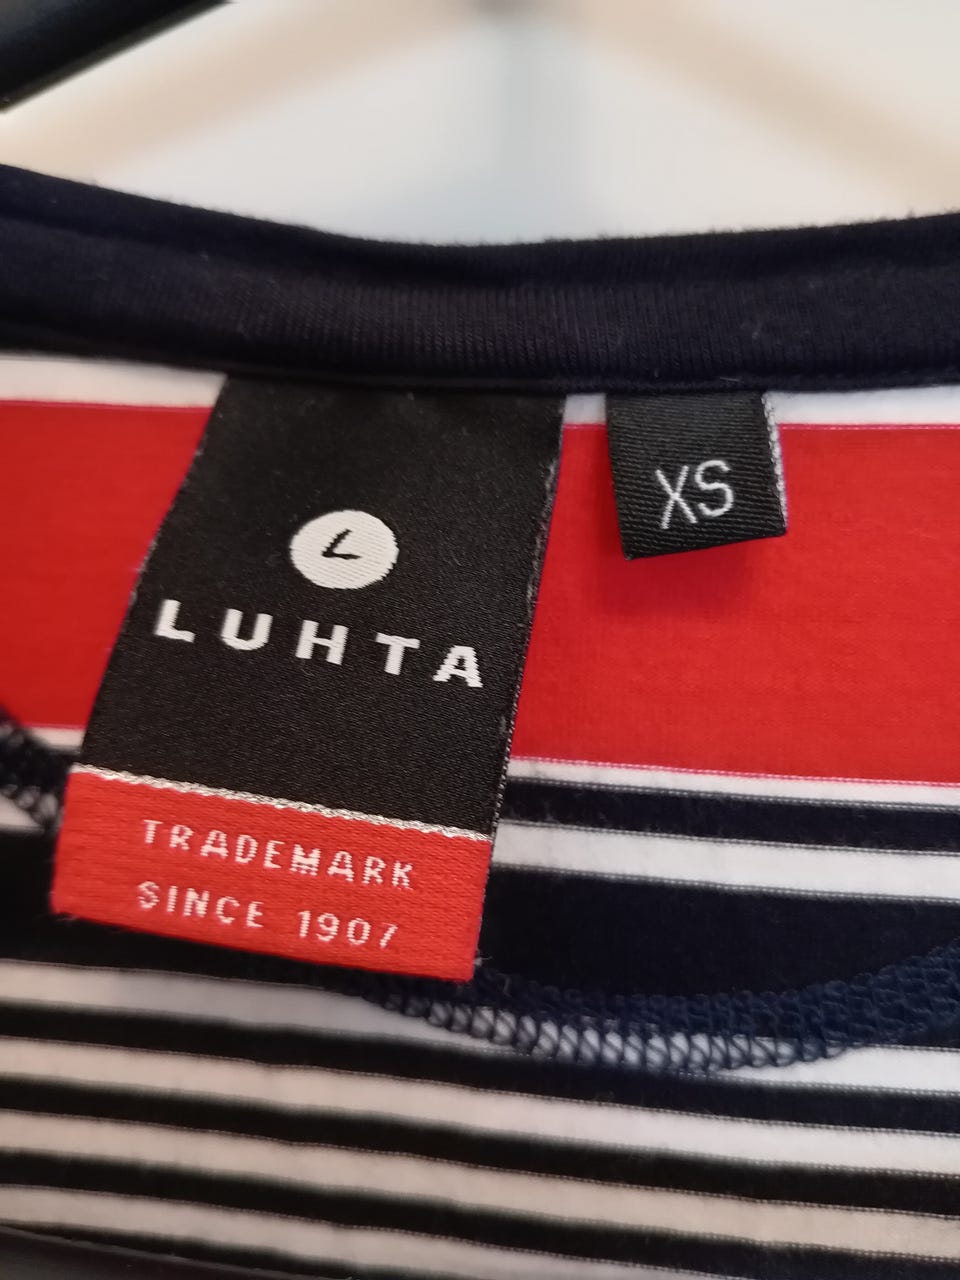 L
LUHTA
TRADEMARK
SINCE 1907
XS